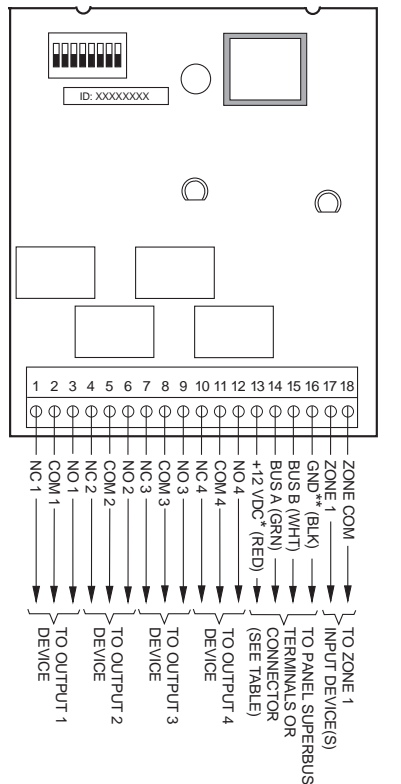 ID: XXXXXXXX
1 2 3 4 5 6 7 8 9 10 11 12 13 14 15 16 17 18
NC 1
COM 1
NO 1
NC 2
COM 2
NO 2
NC 3
COM 3
NO 3
NC 4
COM 4
NO 4
+12 VDC* (RED)
BUS A (GRN)
BUS B (WHT)
GND** (BLK)
ZONE 1
ZONE COM
TO OUTPUT 1
DEVICE
TO OUTPUT 2
DEVICE
TO OUTPUT 3
DEVICE
TO OUTPUT 4
DEVICE
TO PANEL SUPERBUS
TERMINALS OR
CONNECTOR
(SEE TABLE)
TO ZONE 1
INPUT DEVICE(S)